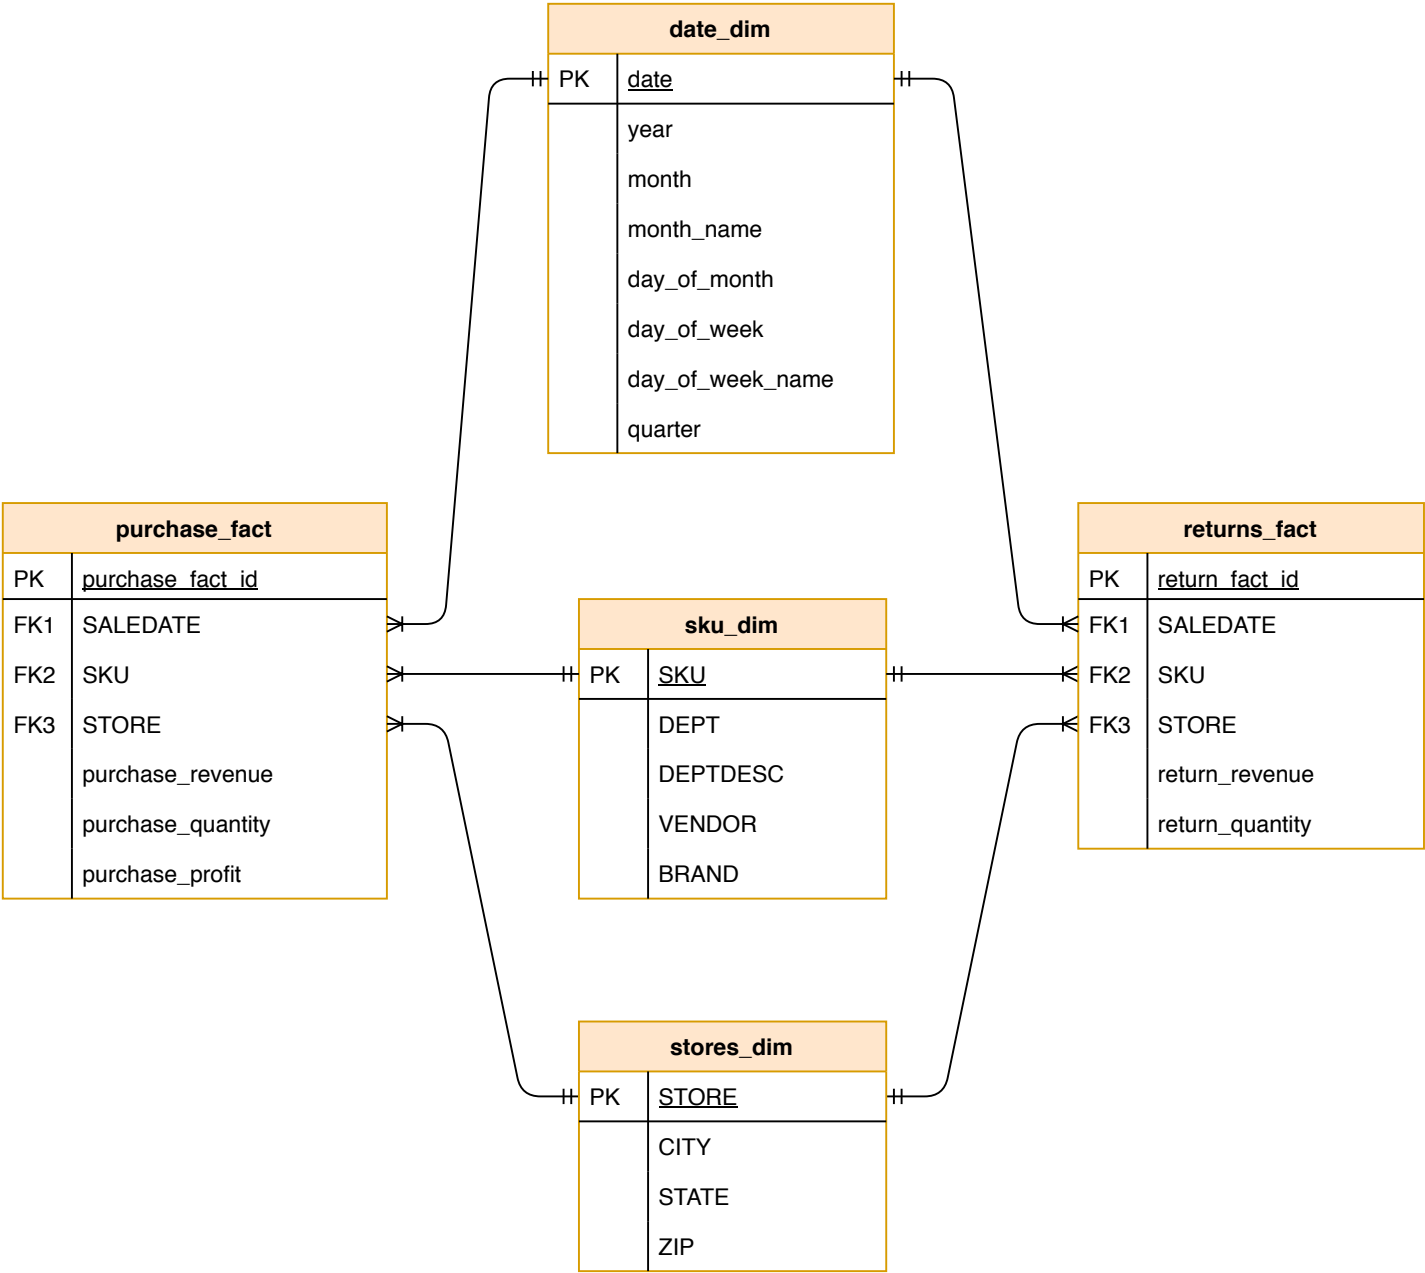 date_dim
PK date
year
month
month_name
day_of_month
day_of_week
day_of_week_name
quarter
purchase_fact
PK purchase_fact_id
FK1 SALEDATE
FK2 SKU
FK3 STORE
purchase_revenue
purchase_quantity
purchase_profit
sku_dim
PK SKU
DEPT
DEPTDESC
VENDOR
BRAND
returns_fact
PK return_fact_id
FK1 SALEDATE
FK2 SKU
FK3 STORE
return_revenue
return_quantity
stores_dim
PK STORE
CITY
STATE
ZIP